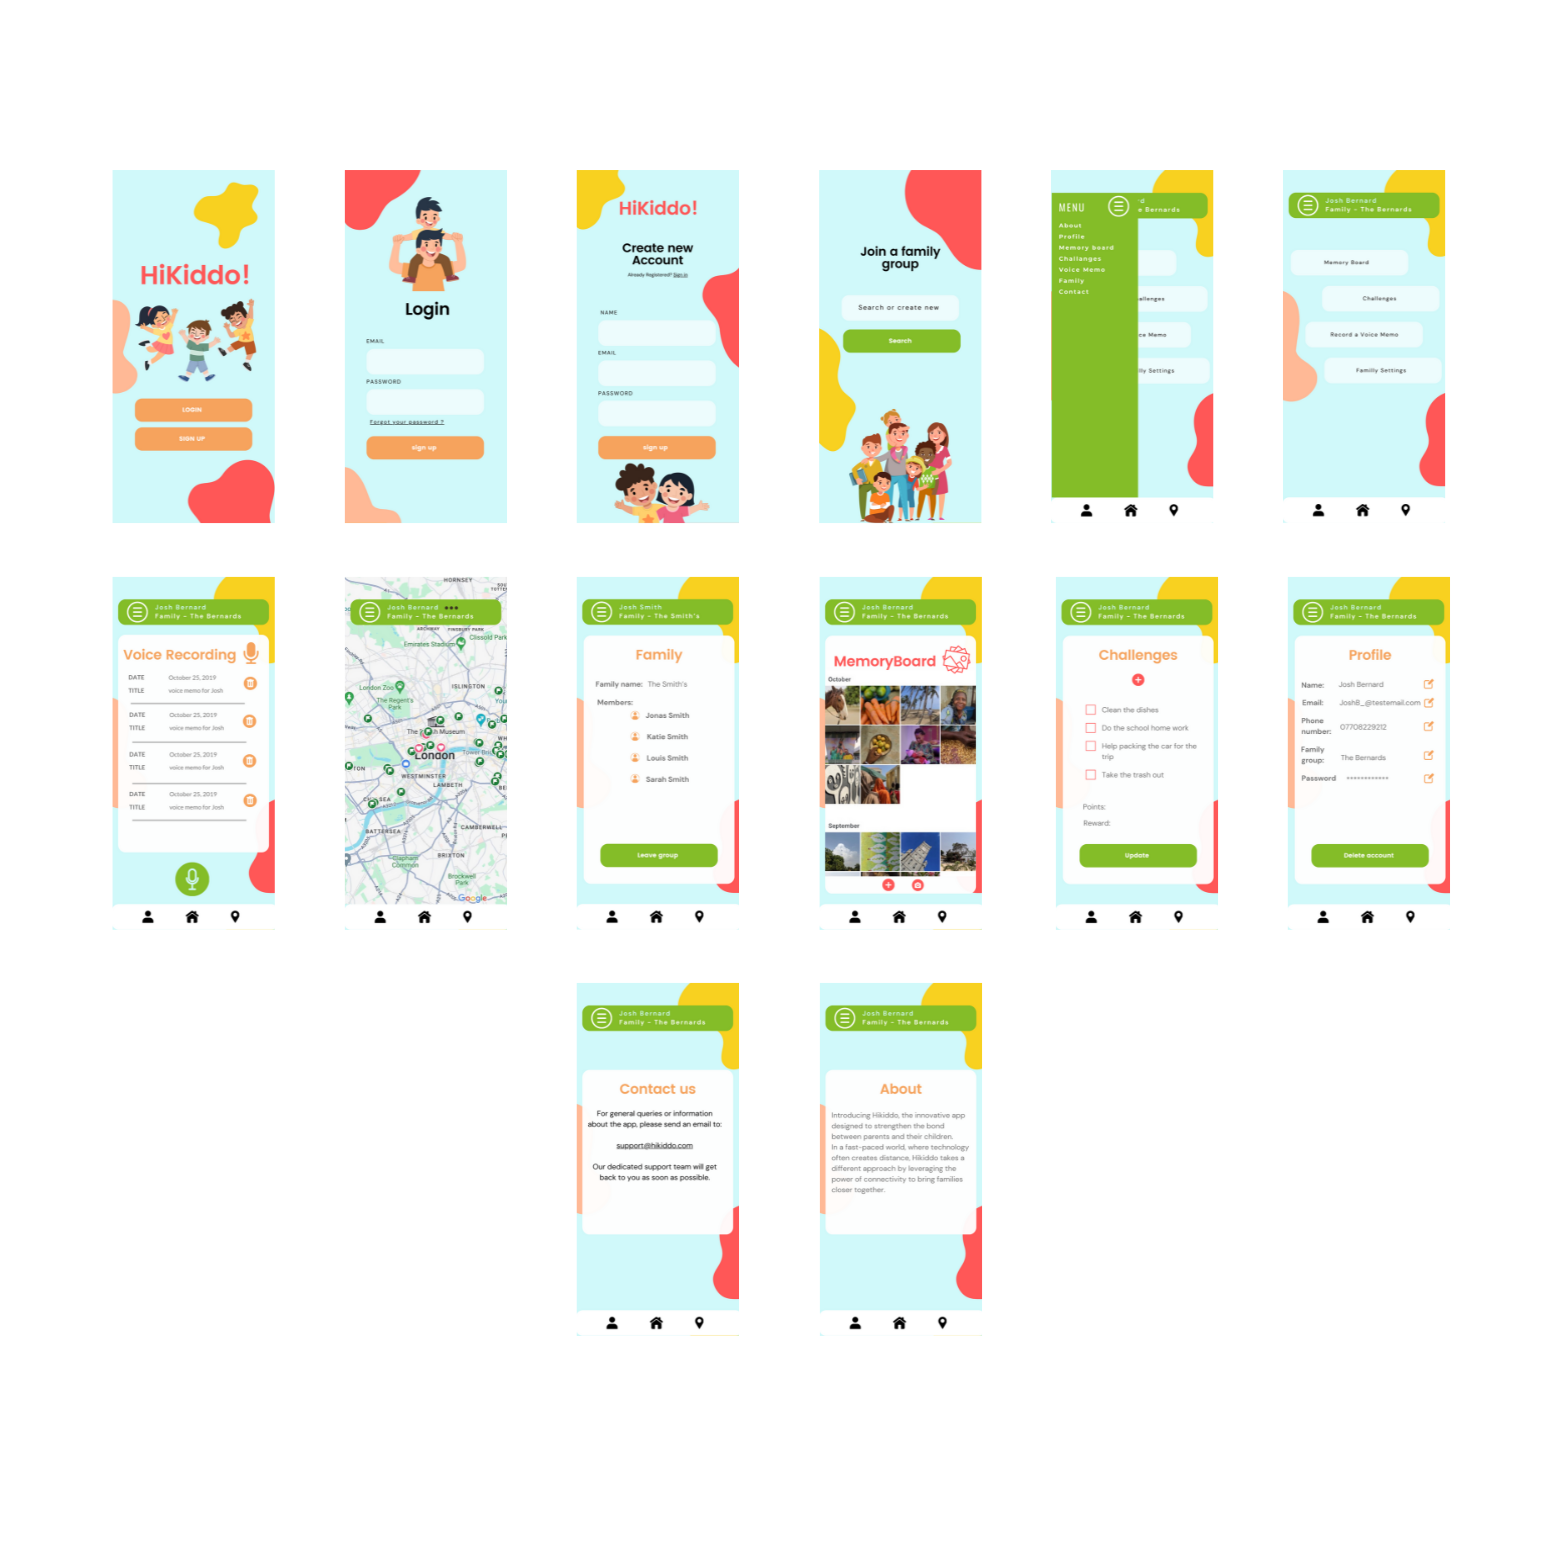 HiKiddo!
LOGIN
SIGN UP
Login
EMAIL
PASSWORD
Forgot your password ?
sign up
HiKiddo!
Create new
Account
Already Registered? Sign in
NAME
EMAIL
PASSWORD
sign up
Join a family
group
Search or create new
Search
MENU
About
Profile
Memory board
Challanges
Voice Memo
Family
Contact
rd
e Bernards
allenges
ce Memo
ily Settings
Josh Bernard
Family - The Bernards
Memory Board
Challenges
Record a Voice Memo
Familly Settings
Josh Bernard
Family - The Bernards
Voice Recording
DATE October 25, 2019
TITLE voice memo for Josh
DATE October 25, 2019
TITLE voice memo for Josh
DATE October 25, 2019
TITLE voice memo for Josh
DATE October 25, 2019
TITLE voice memo for Josh
HORNSEY
Josh Bernard
Family - The Bernards
ARCHWAY FINSBURY PARK
Clissold Park
Emirates Stadium
London Zoo
ISLINGTON
The Regent's
Park
Museum
London
Tower
WESTMINSTER
LAMBETH
CHELSEA
BATTERSEA
CAMBERWELL
Clapham
Common
BRIXTON
Brockwell
Park
Google
Josh Smith
Family - The Smith's
Family
Family name: The Smith's
Members:
Jonas Smith
Katie Smith
Louis Smith
Sarah Smith
Leave group
Josh Bernard
Family - The Bernards
MemoryBoard
October
September
Josh Bernard
Family - The Bernards
Challenges
Clean the dishes
Do the school home work
Help packing the car for the
trip
Take the trash out
Points:
Reward:
Update
Josh Bernard
Family - The Bernards
Profile
Name: Josh Bernard
Email: JoshB_@testemail.com
Phone
number: 07708229212
Family
group: The Bernards
Password ************
Delete account
Josh Bernard
Family - The Bernards
Contact us
For general queries or information
about the app, please send an email to:
support@hikiddo.com
Our dedicated support team will get
back to you as soon as possible.
Josh Bernard
Family - The Bernards
About
Introducing Hikiddo, the innovative app
designed to strengthen the bond
between parents and their children.
In a fast-paced world, where technology
often creates distance, Hikiddo takes a
different approach by leveraging the
power of connectivity to bring families
closer together.